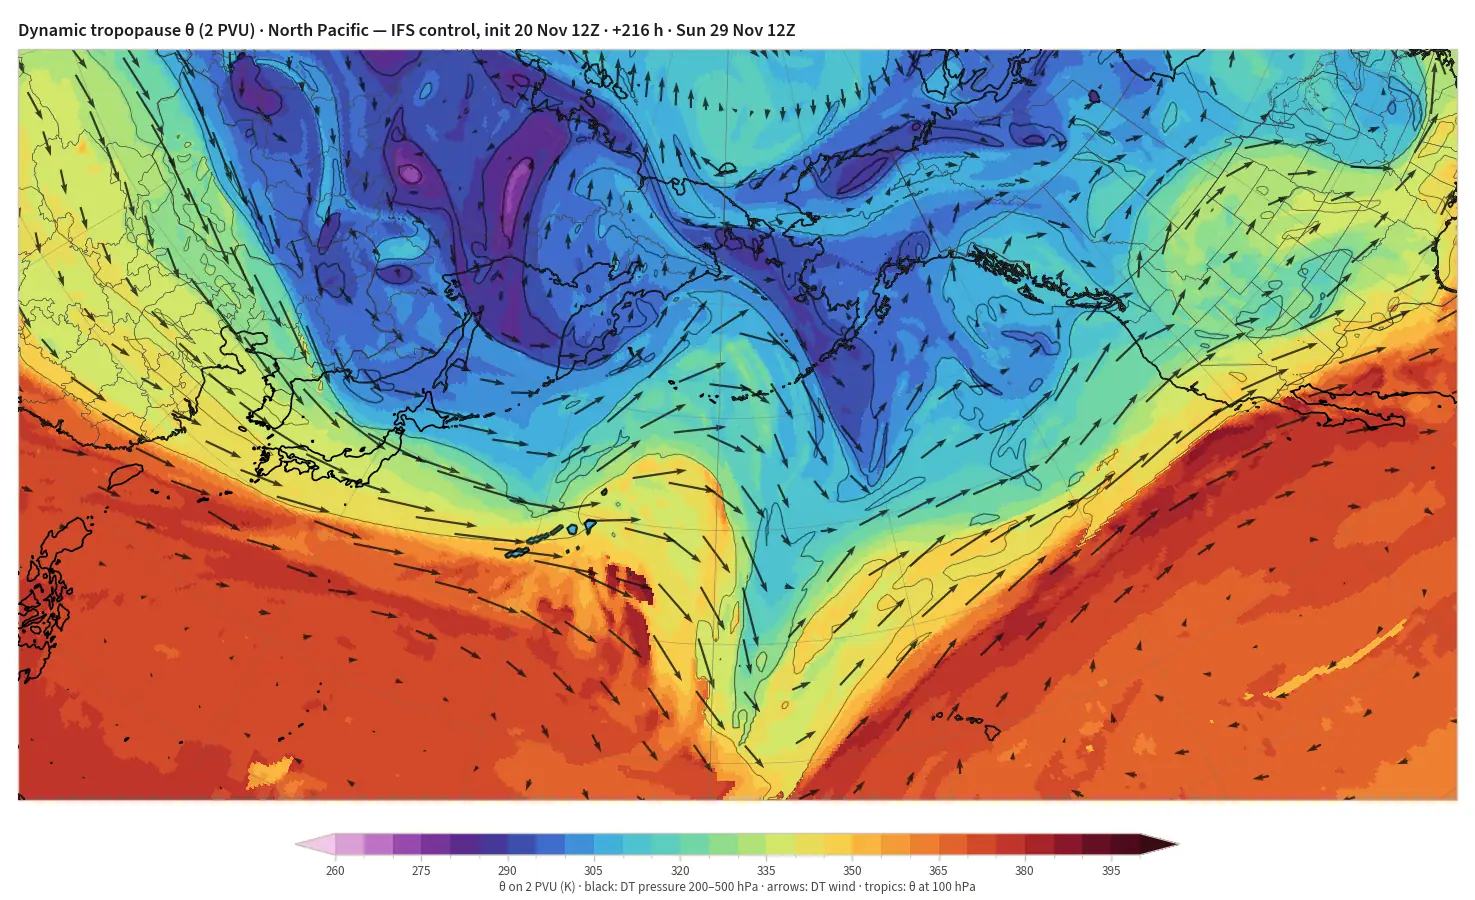 Dynamic tropopause θ (2 PVU) · North Pacific — IFS control, init 20 Nov 12Z · +216 h · Sun 29 Nov 12Z
260 275 290 305 320 335 350 365 380 395
θ on 2 PVU (K) · black: DT pressure 200–500 hPa · arrows: DT wind · tropics: θ at 100 hPa